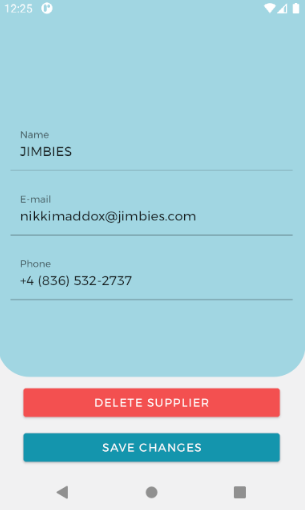 12:25
Name
JIMBIES
E-mail
nikkimaddox@jimbies.com
Phone
+4 (836) 532-2737
DELETE SUPPLIER
SAVE CHANGES